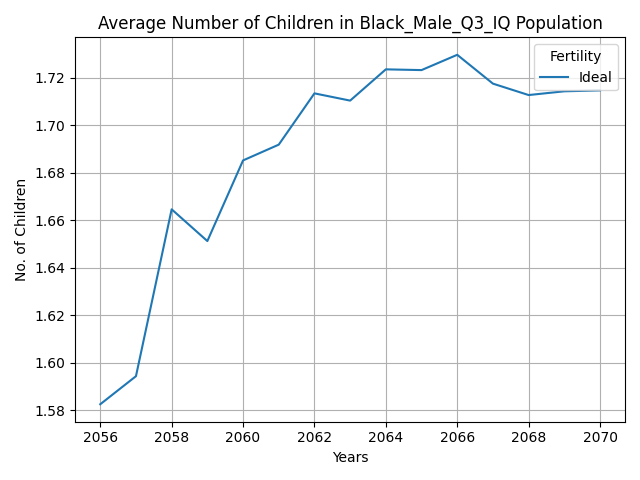 Average Number of Children in Black_Male_Q3_IQ Population
Fertility
Ideal
1.72
1.70
1.68
1.66
1.64
1.62
1.60
1.58
No. of Children
2056 2058 2060 2062 2064 2066 2068 2070
Years